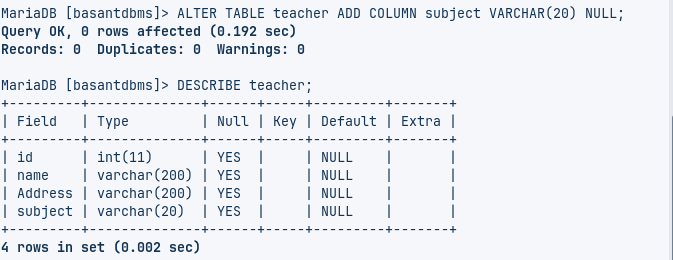 MariaDB [basantdbms]> ALTER TABLE teacher ADD COLUMN subject VARCHAR(20) NULL;
Query OK, 0 rows affected (0.192 sec)
Records: 0  Duplicates: 0  Warnings: 0

MariaDB [basantdbms]> DESCRIBE teacher;
+---------+--------------+------+-----+---------+-------+
| Field   | Type         | Null | Key | Default | Extra |
+---------+--------------+------+-----+---------+-------+
| id      | int(11)      | YES  |     | NULL    |       |
| name    | varchar(200) | YES  |     | NULL    |       |
| Address | varchar(200) | YES  |     | NULL    |       |
| subject | varchar(20)  | YES  |     | NULL    |       |
+---------+--------------+------+-----+---------+-------+
4 rows in set (0.002 sec)